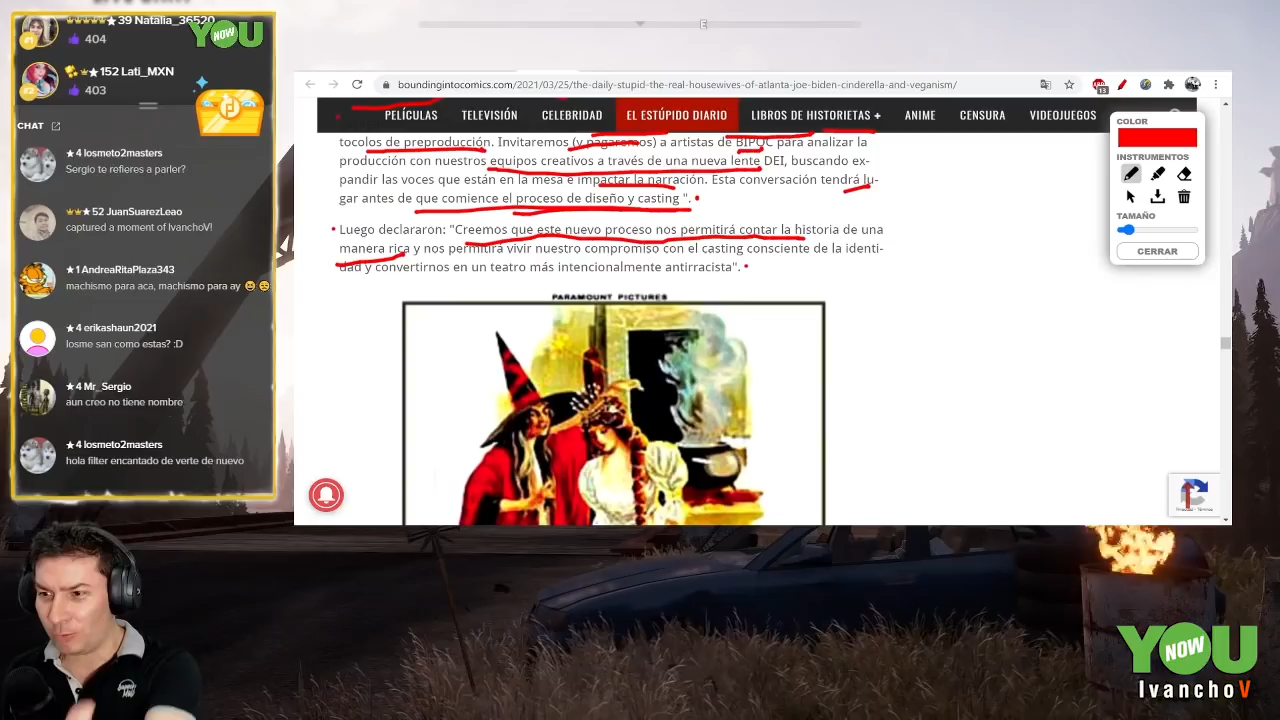 39 Natalia_36520
#1
404
YOU
NOW
152 Lati_MXN
#2
403
CHAT
4 losmeto2masters
Sergio te refieres a parler?
52 JuanSuarezLeao
captured a moment of IvanchoV!
1 AndreaRitaPlaza343
machismo para aca, machismo para ay
4 erikashaun2021
losme san como estas? :D
4 Mr_Sergio
aun creo no tiene nombre
4 losmeto2masters
hola filter encantado de verte de nuevo
E
boundingintocomics.com/2021/03/25/the-daily-stupid-the-real-housewives-of-atlanta-joe-biden-cinderella-and-veganism/
13
PELÍCULAS
TELEVISIÓN
CELEBRIDAD
EL ESTÚPIDO DIARIO
LIBROS DE HISTORIETAS +
ANIME
CENSURA
VIDEOJUEGOS
tocolos de preproducción. Invitaremos (y pagaremos) a artistas de BIPOC para analizar la
producción con nuestros equipos creativos a través de una nueva lente DEI, buscando ex-
pandir las voces que están en la mesa e impactar la narración. Esta conversación tendrá lu-
gar antes de que comience el proceso de diseño y casting ".
Luego declararon: "Creemos que este nuevo proceso nos permitirá contar la historia de una
manera rica y nos permitirá vivir nuestro compromiso con el casting consciente de la identi-
dad y convertirnos en un teatro más intencionalmente antirracista".
PARAMOUNT PICTURES
COLOR
INSTRUMENTOS
TAMAÑO
CERRAR
YOU
NOW
IvanchoV